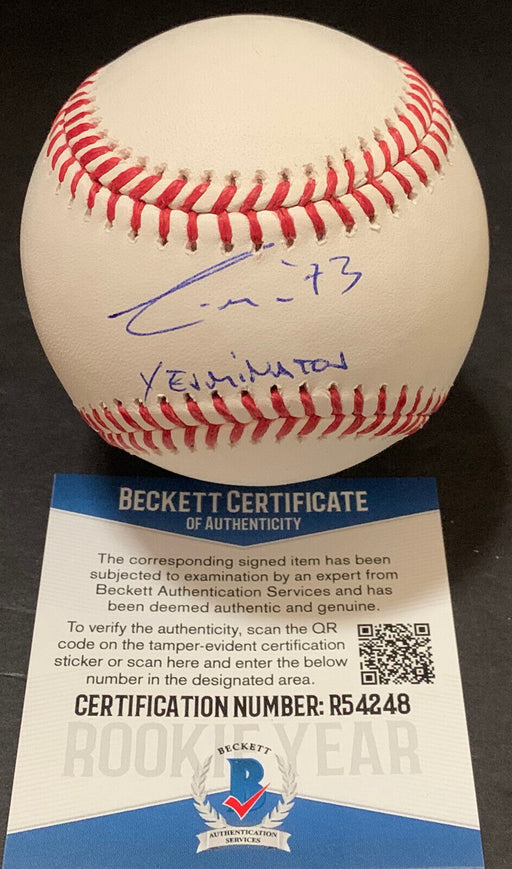 73
YERMINATOR
BECKETT CERTIFICATE
OF AUTHENTICITY
The corresponding signed item has been
subjected to examination by an expert from
Beckett Authentication Services and has
been deemed authentic and genuine.
To verify the authenticity, scan the QR
code on the tamper-evident certification
sticker or scan here and enter the below
number in the designated area.
CERTIFICATION NUMBER: R54248
ROOKIE YEAR
BECKETT
B
AUTHENTICATION
SERVICES